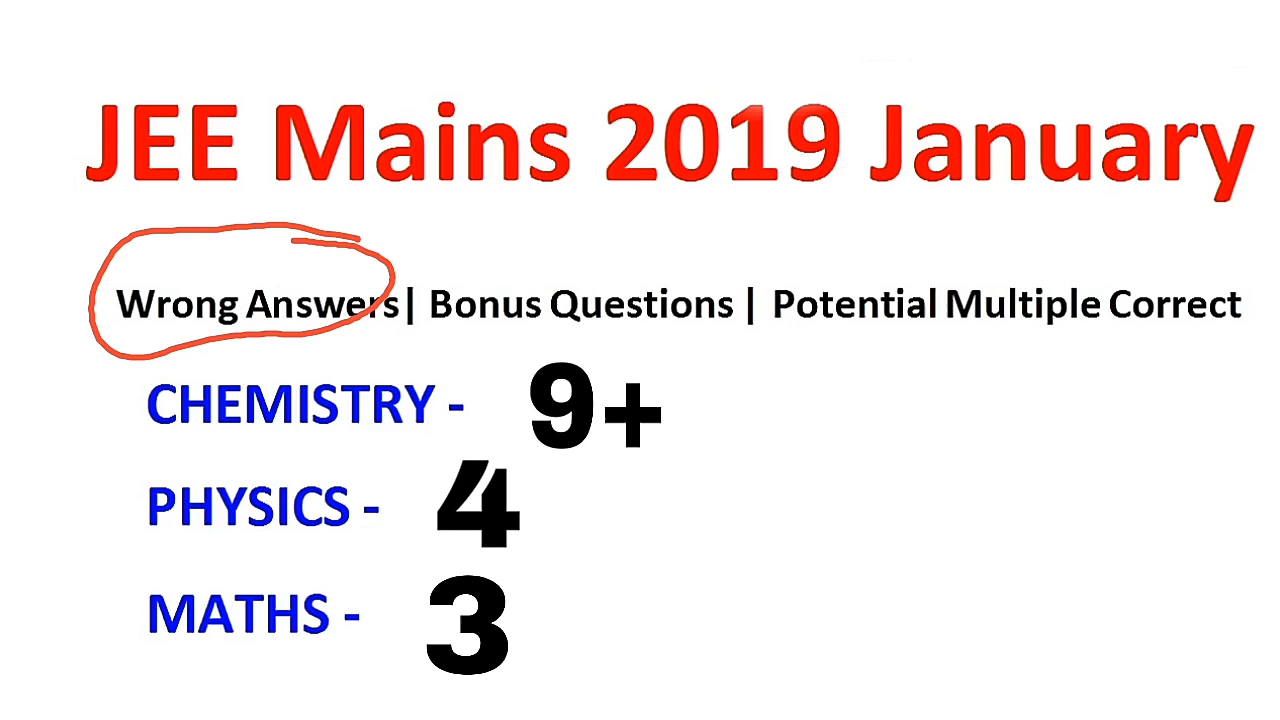 JEE Mains 2019 January
Wrong Answers| Bonus Questions | Potential Multiple Correct
CHEMISTRY - 9+
PHYSICS - 4
MATHS - 3